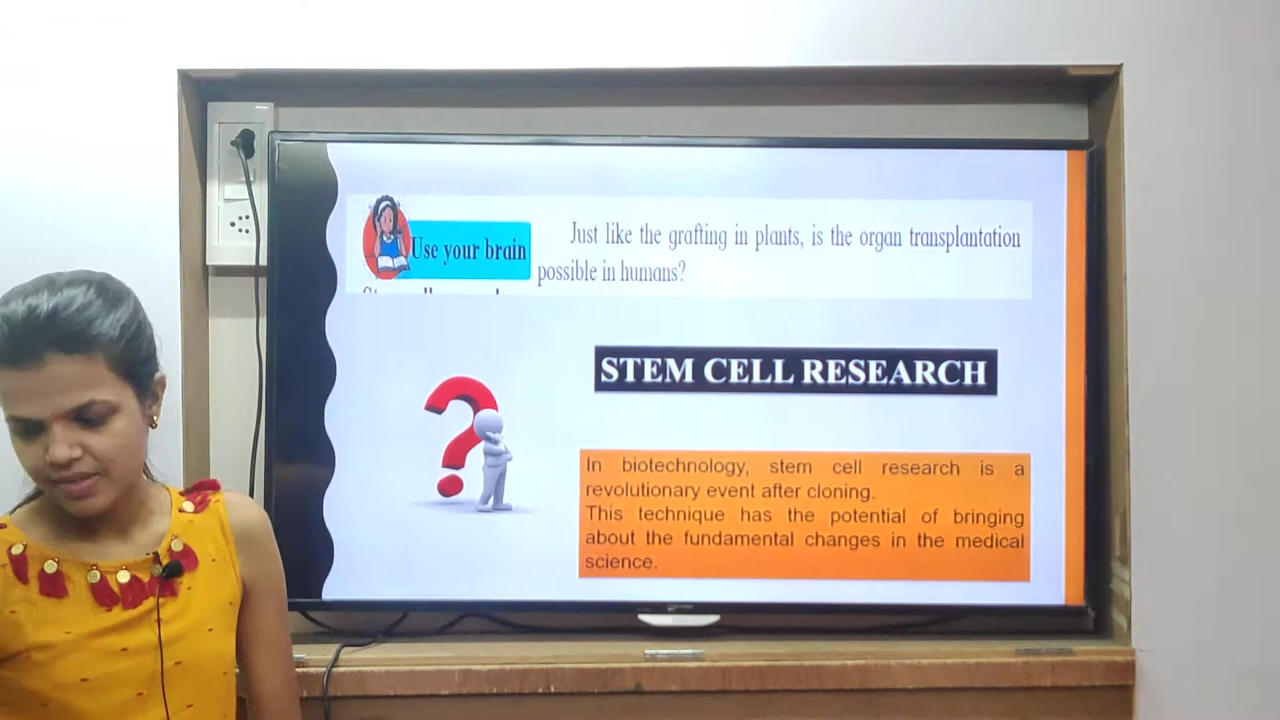 Just like the grafting in plants, is the organ transplantation
Use your brain
possible in humans?
STEM CELL RESEARCH
In biotechnology, stem cell research is a
revolutionary event after cloning.
This technique has the potential of bringing
about the fundamental changes in the medical
science.